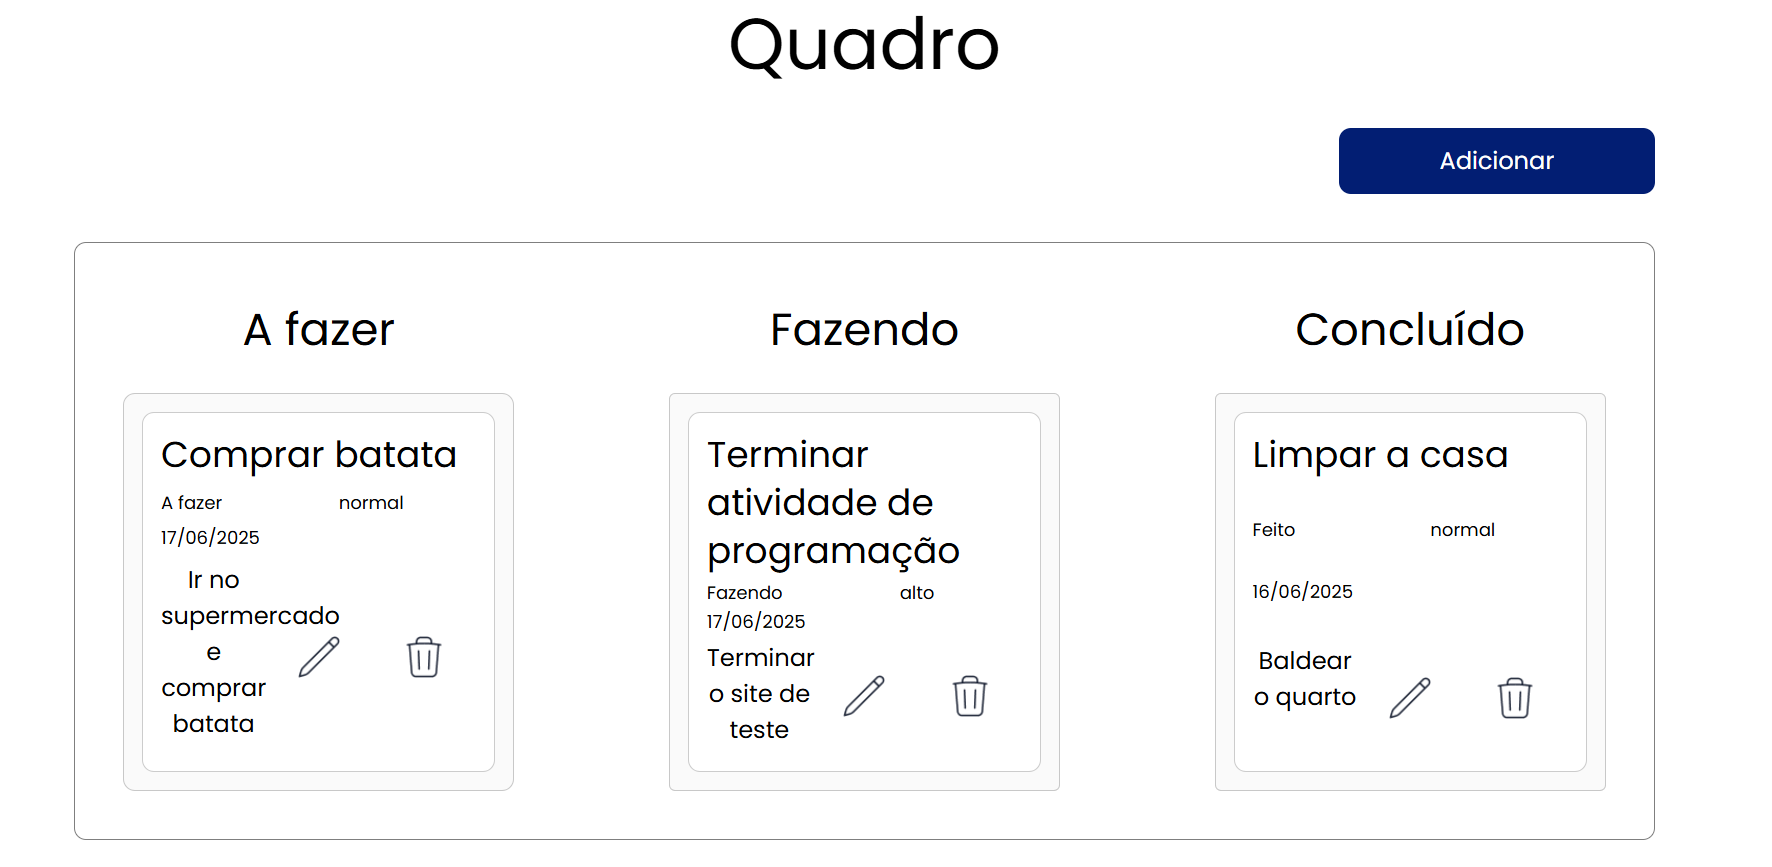 Quadro
Adicionar
A fazer
Fazendo
Concluído
Comprar batata
A fazer normal
17/06/2025
Ir no
supermercado
e
comprar
batata
Terminar
atividade de
programação
Fazendo alto
17/06/2025
Terminar
o site de
teste
Limpar a casa
Feito normal
16/06/2025
Baldear
o quarto